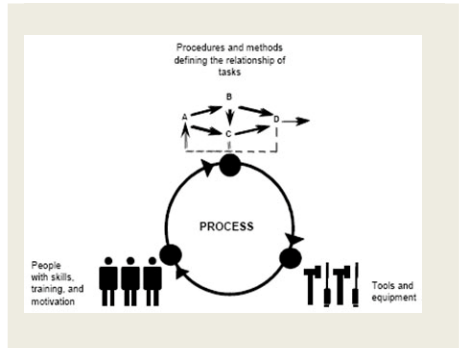 Procedures and methods
defining the relationship of
tasks
B
A
D
C
PROCESS
People
with skills,
training, and
motivation
Tools and
equipment